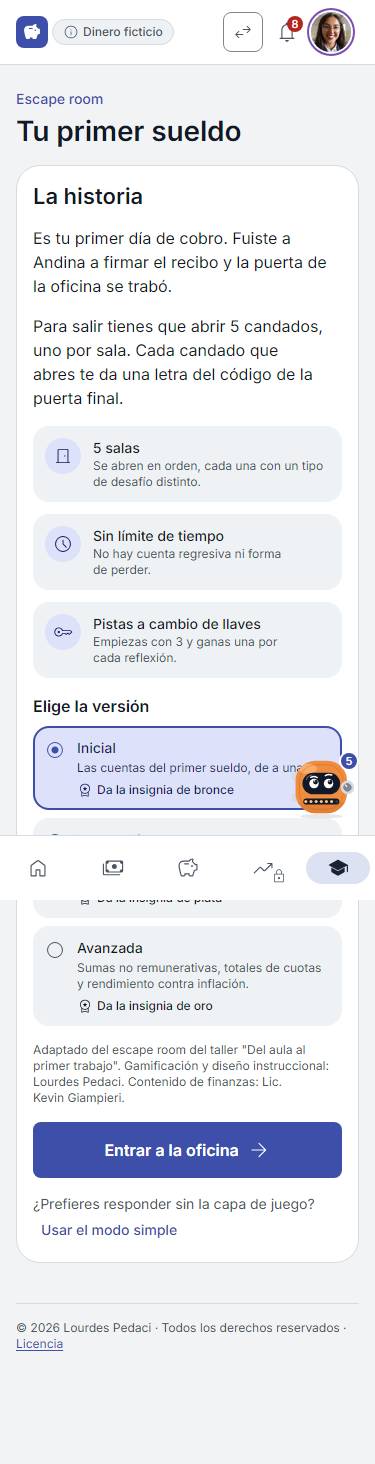 Dinero ficticio
8
Escape room
Tu primer sueldo
La historia
Es tu primer día de cobro. Fuiste a
Andina a firmar el recibo y la puerta de
la oficina se trabó.
Para salir tienes que abrir 5 candados,
uno por sala. Cada candado que
abres te da una letra del código de la
puerta final.
5 salas
Se abren en orden, cada una con un tipo
de desafío distinto.
Sin límite de tiempo
No hay cuenta regresiva ni forma
de perder.
Pistas a cambio de llaves
Empiezas con 3 y ganas una por
cada reflexión.
Elige la versión
Inicial
Las cuentas del primer sueldo, de a una
5
Da la insignia de bronce
Da la insignia de plata
Avanzada
Sumas no remunerativas, totales de cuotas
y rendimiento contra inflación.
Da la insignia de oro
Adaptado del escape room del taller "Del aula al
primer trabajo". Gamificación y diseño instruccional:
Lourdes Pedaci. Contenido de finanzas: Lic.
Kevin Giampieri.
Entrar a la oficina
¿Prefieres responder sin la capa de juego?
Usar el modo simple
© 2026 Lourdes Pedaci · Todos los derechos reservados ·
Licencia